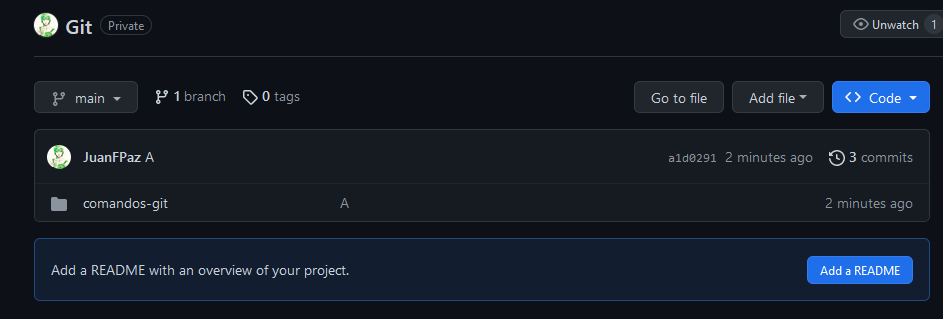 Git Private Unwatch 1
main 1 branch 0 tags Go to file Add file Code
JuanFPaz A a1d0291 2 minutes ago 3 commits
comandos-git A 2 minutes ago
Add a README with an overview of your project. Add a README